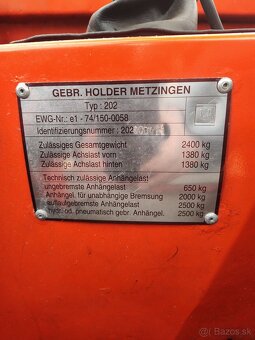 GEBR. HOLDER METZINGEN
Typ: 202
EWG-Nr.: e1 - 74/150-0058
Identifizierungsnummer: 202
Zulässiges Gesamtgewicht 2400 kg
Zulässige Achslast vorn 1380 kg
Zulässige Achslast hinten 1380 kg
Technisch zulässige Anhängelast
ungebremste Anhängelast 650 kg
Anhängel. für unabhängige Bremsung 2000 kg
auflaufgebremste Anhängelast 2500 kg
hydr. od. pneumatisch gebr. Anhängel. 2500 kg
Bazos.sk